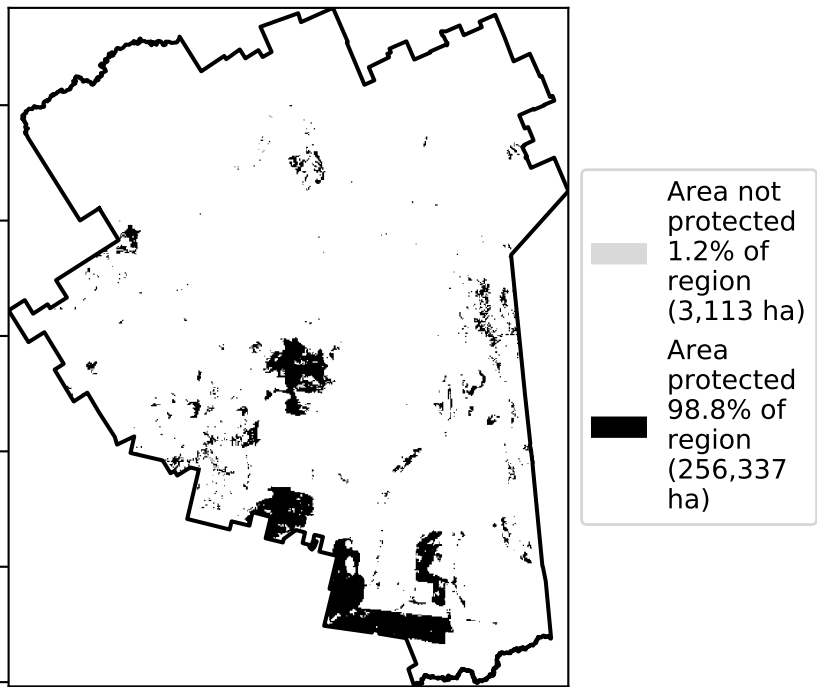 Area not
protected
1.2% of
region
(3,113 ha)
Area
protected
98.8% of
region
(256,337
ha)